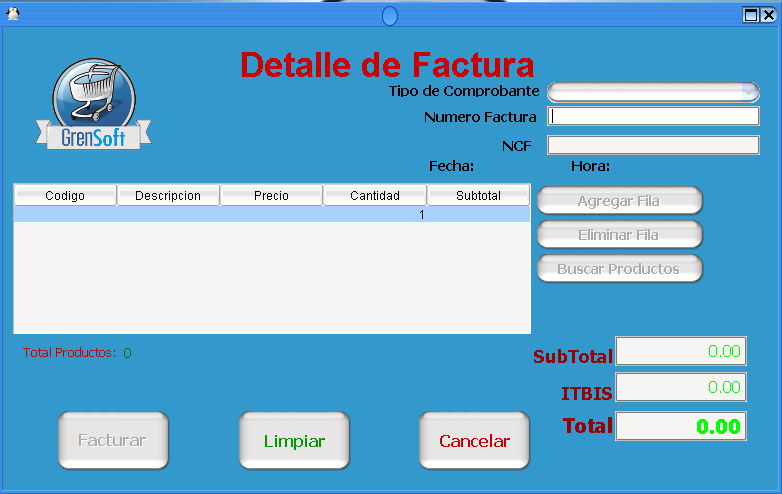 Detalle de Factura
GrenSoft
Tipo de Comprobante
Numero Factura
NCF
Fecha: Hora:
Codigo Descripcion Precio Cantidad Subtotal
1
Agregar Fila
Eliminar Fila
Buscar Productos
Total Productos: 0
SubTotal 0.00
ITBIS 0.00
Total 0.00
Facturar Limpiar Cancelar